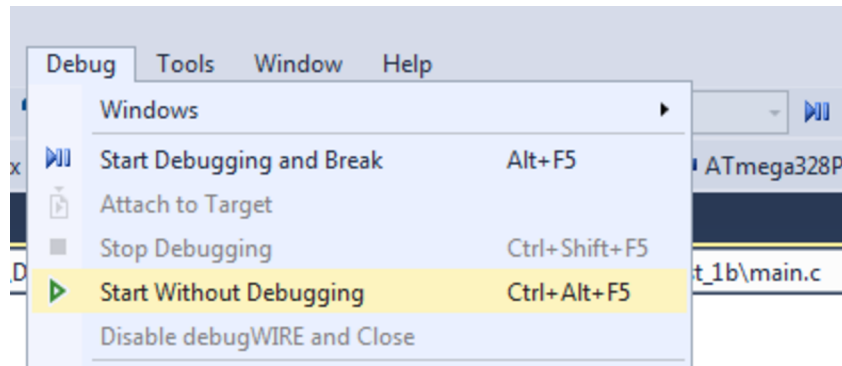 Debug Tools Window Help
Windows
x Start Debugging and Break Alt+F5 ATmega328P
Attach to Target
Stop Debugging Ctrl+Shift+F5
\D Start Without Debugging Ctrl+Alt+F5 t_1b\main.c
Disable debugWIRE and Close